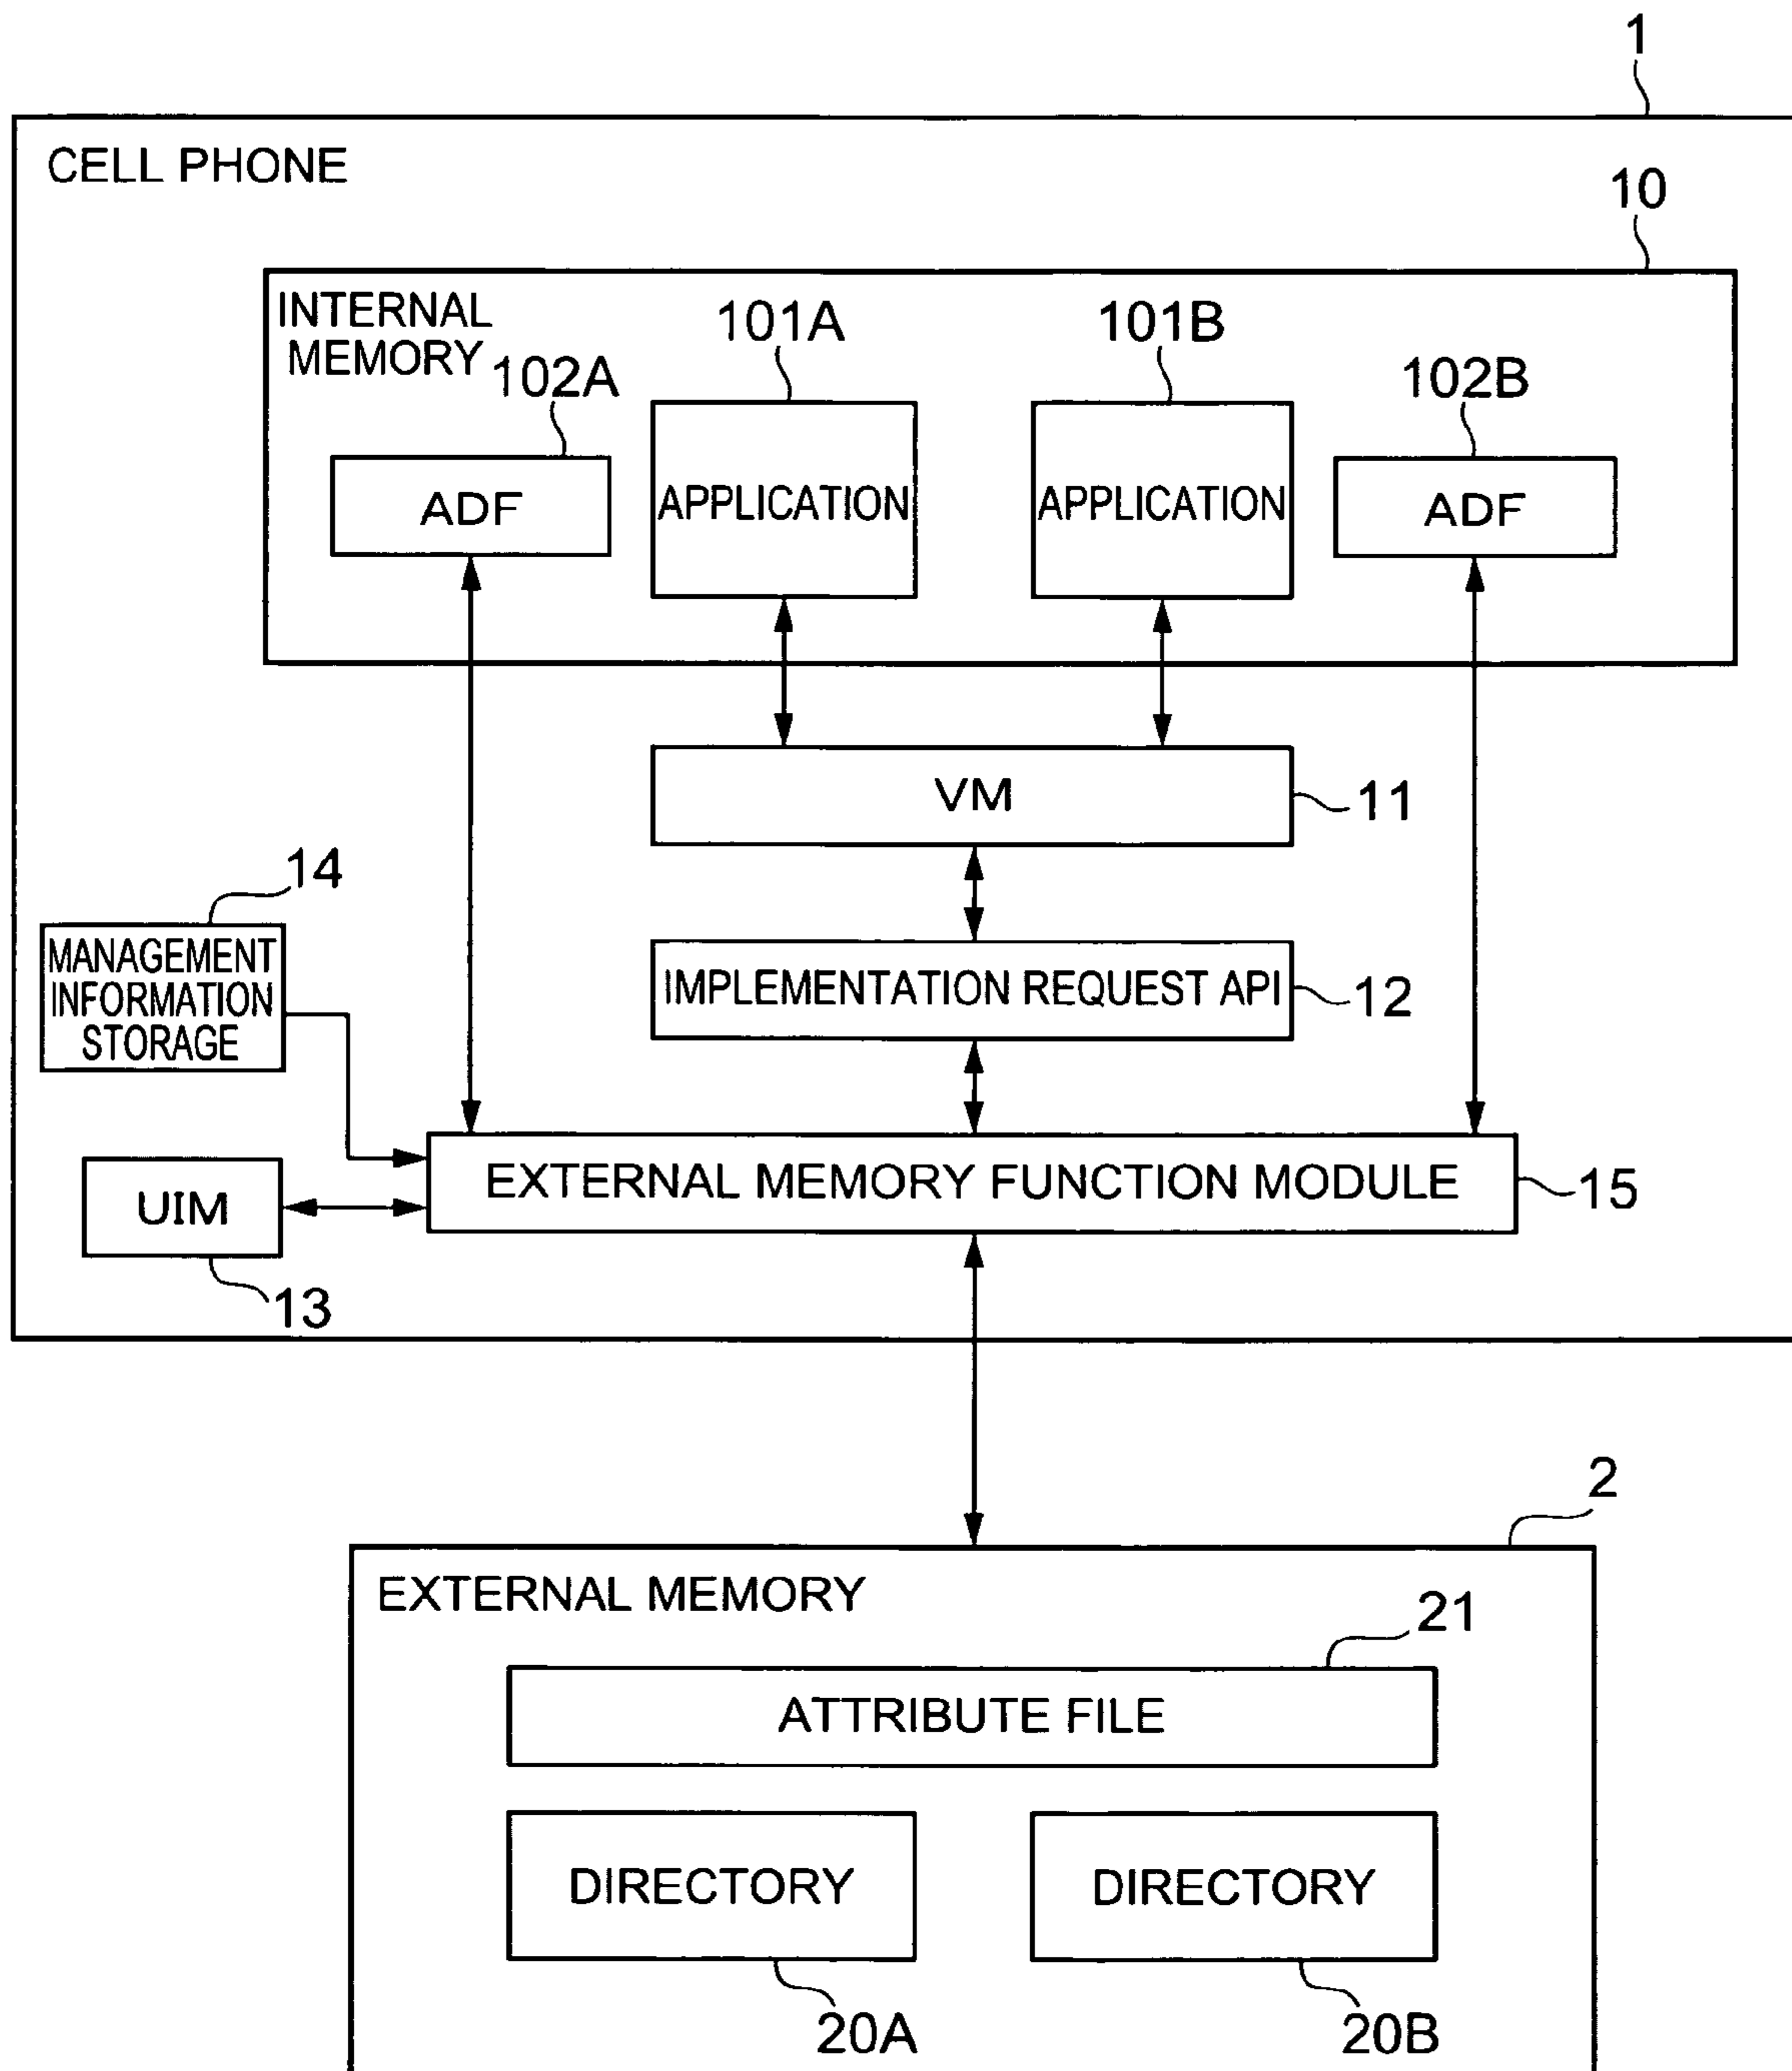 1
CELL PHONE
10
INTERNAL
MEMORY
101A
101B
102A
102B
ADF
APPLICATION
APPLICATION
ADF
VM
11
14
MANAGEMENT
INFORMATION
STORAGE
IMPLEMENTATION REQUEST API
12
EXTERNAL MEMORY FUNCTION MODULE
15
UIM
13
2
EXTERNAL MEMORY
21
ATTRIBUTE FILE
DIRECTORY
DIRECTORY
20A
20B